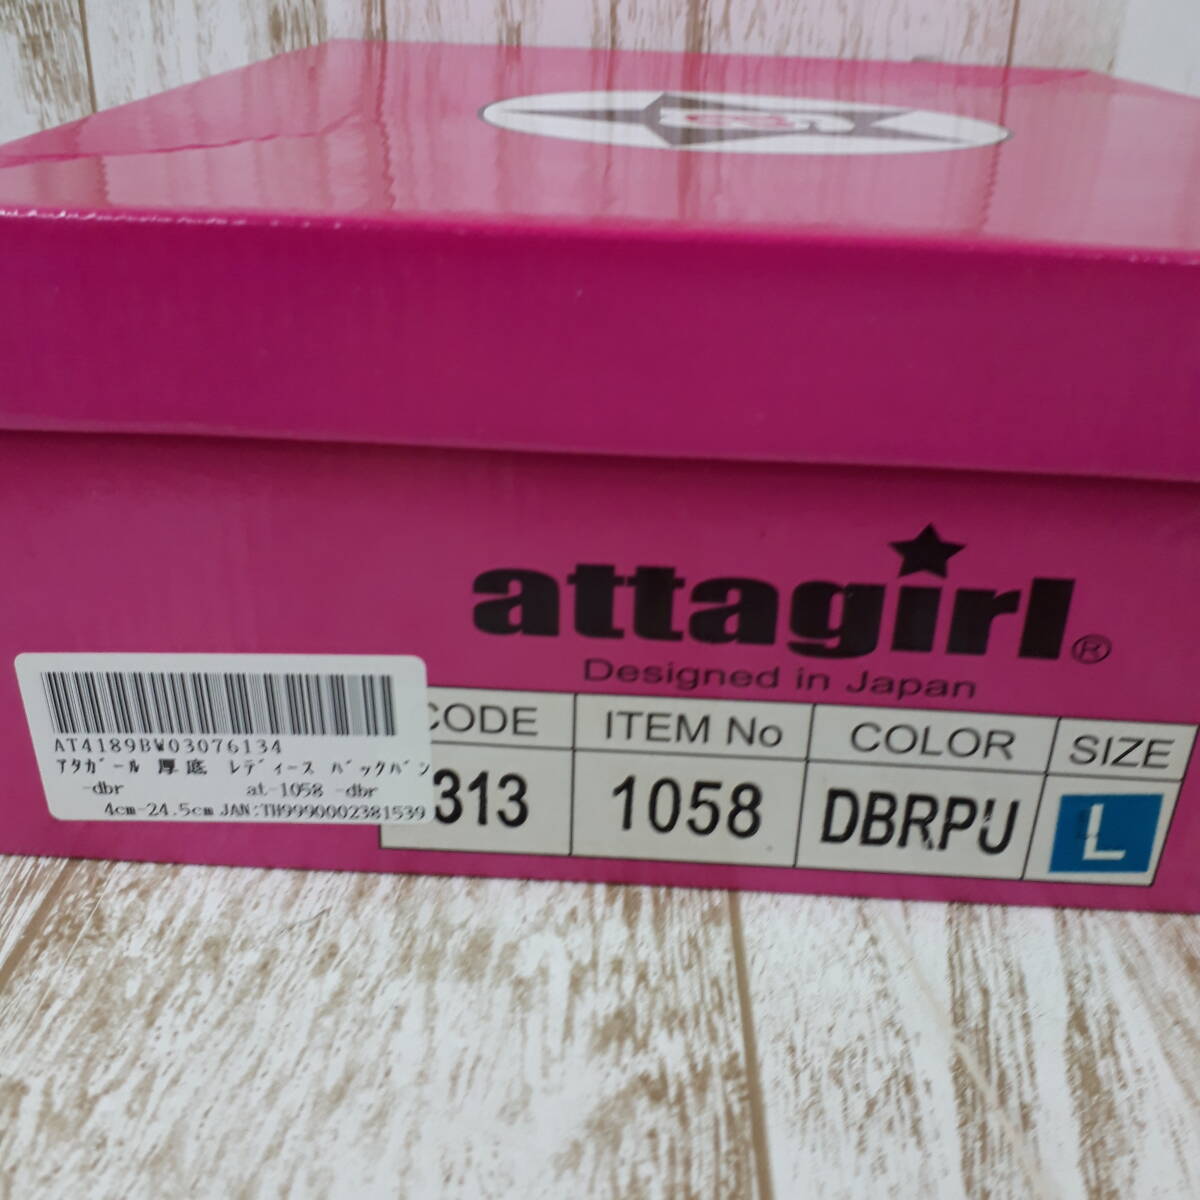 attagirl®
Designed in Japan
CODE ITEM No COLOR SIZE
313 1058 DBRPU L
AT4189BW03076134
ｱﾀｶﾞｰﾙ 厚底 ﾚﾃﾞｨｰｽ ﾊﾞｯｸﾊﾞﾝ
-dbr at-1058 -dbr
4cm-24.5cm JAN:TH9990002381539